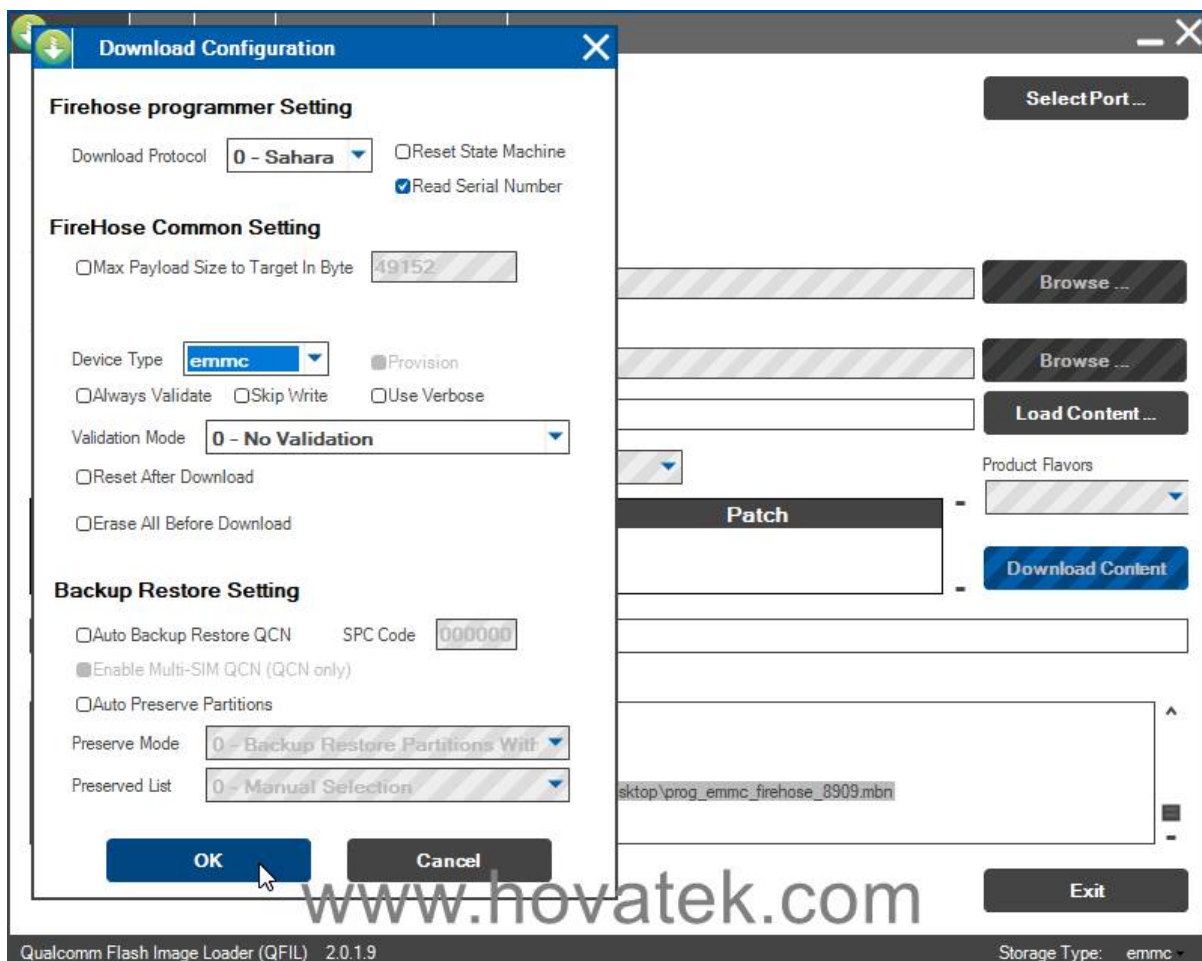 Download Configuration
Firehose programmer Setting
Download Protocol 0 - Sahara Reset State Machine
Read Serial Number
FireHose Common Setting
Max Payload Size to Target In Byte 49152
Device Type emmc Provision
Always Validate Skip Write Use Verbose
Validation Mode 0 - No Validation
Reset After Download
Erase All Before Download
Backup Restore Setting
Auto Backup Restore QCN SPC Code 000000
Enable Multi-SIM QCN (QCN only)
Auto Preserve Partitions
Preserve Mode 0 - Backup Restore Partitions With
Preserved List 0 - Manual Selection
OK Cancel
Select Port ...
Browse ...
Browse ...
Load Content ...
Product Flavors
Patch
Download Content
sktop\prog_emmc_firehose_8909.mbn
Exit
www.hovatek.com
Qualcomm Flash Image Loader (QFIL) 2.0.1.9 Storage Type: emmc